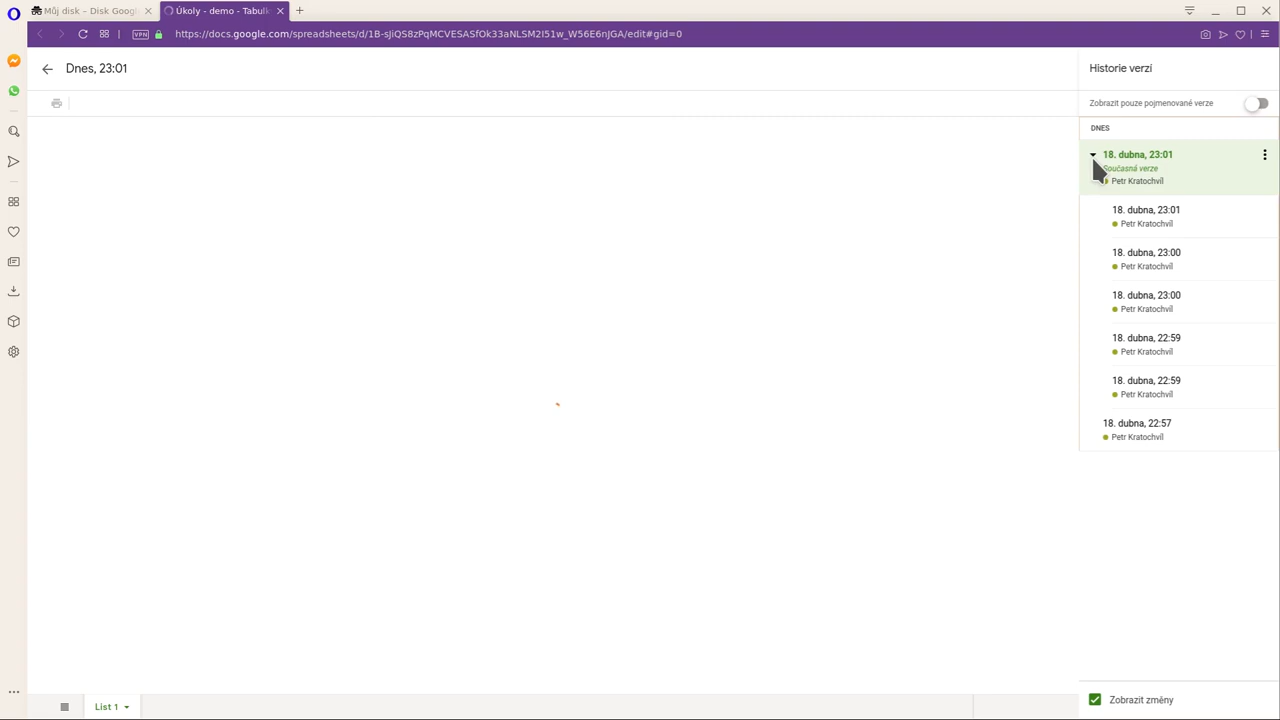 Můj disk – Disk Googl
Úkoly - demo - Tabulk
VPN
https://docs.google.com/spreadsheets/d/1B-sJiQS8zPqMCVESASfOk33aNLSM2I51w_W56E6nJGA/edit#gid=0
Dnes, 23:01
Historie verzí
Zobrazit pouze pojmenované verze
DNES
18. dubna, 23:01
Současná verze
Petr Kratochvíl
18. dubna, 23:01
Petr Kratochvíl
18. dubna, 23:00
Petr Kratochvíl
18. dubna, 23:00
Petr Kratochvíl
18. dubna, 22:59
Petr Kratochvíl
18. dubna, 22:59
Petr Kratochvíl
18. dubna, 22:57
Petr Kratochvíl
List 1
Zobrazit změny